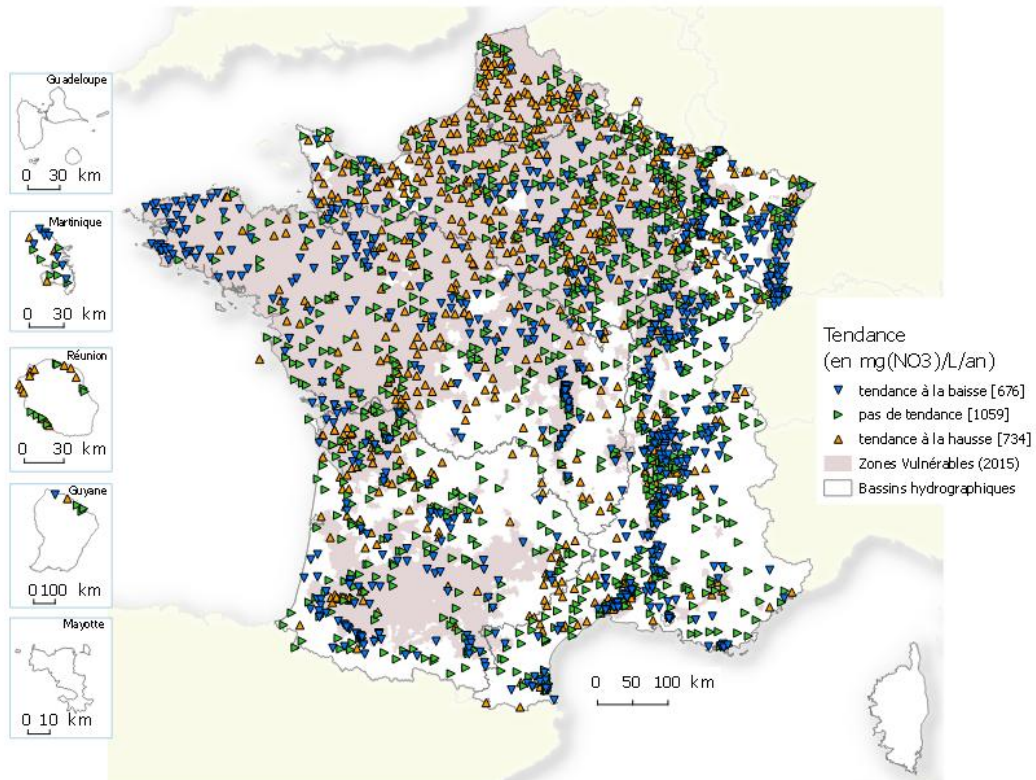 Guadeloupe
0 30 km
Martinique
0 30 km
Réunion
0 30 km
Guyane
0 100 km
Mayotte
0 10 km
0 50 100 km
Tendance
(en mg(NO3)/L/an)
tendance à la baisse [676]
pas de tendance [1059]
tendance à la hausse [734]
Zones Vulnérables (2015)
Bassins hydrographiques